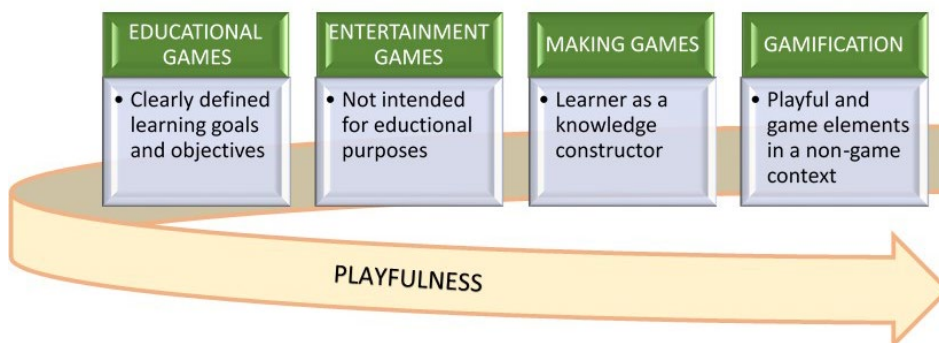 EDUCATIONAL
GAMES
• Clearly defined
learning goals
and objectives
ENTERTAINMENT
GAMES
• Not intended
for eductional
purposes
MAKING GAMES
• Learner as a
knowledge
constructor
GAMIFICATION
• Playful and
game elements
in a non-game
context
PLAYFULNESS